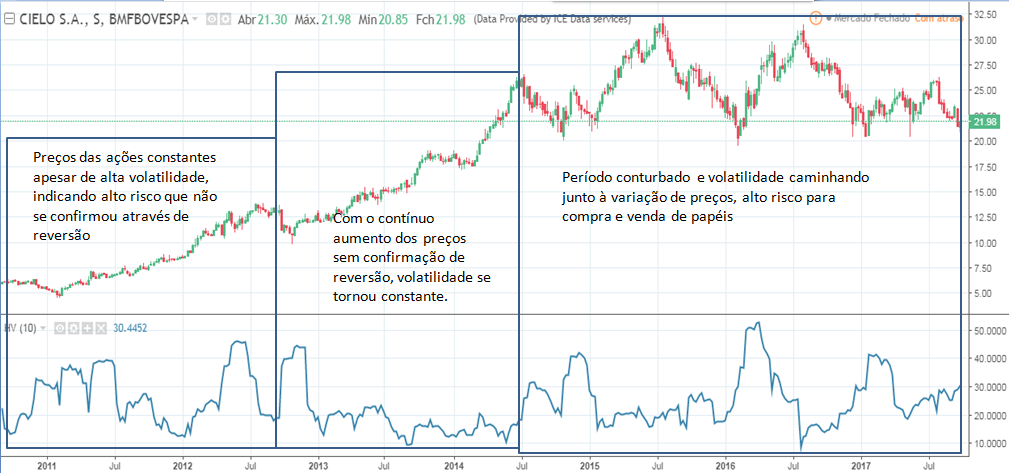 CIELO S.A., S, BMFBOVESPA Abr 21.30 Máx. 21.98 Mín 20.85 Fch 21.98 (Data Provided by ICE Data services) Mercado Fechado Com atraso
32.50
30.00
27.50
25.00
21.98
20.00
17.50
15.00
12.50
10.00
7.50
5.00
Preços das ações constantes
apesar de alta volatilidade,
indicando alto risco que não
se confirmou através de
reversão
Com o contínuo
aumento dos preços
sem confirmação de
reversão, volatilidade se
tornou constante.
Período conturbado e volatilidade caminhando
junto à variação de preços, alto risco para
compra e venda de papéis
HV (10) 30.4452
50.0000
40.0000
30.0000
20.0000
10.0000
2011 Jul 2012 Jul 2013 Jul 2014 Jul 2015 Jul 2016 Jul 2017 Jul